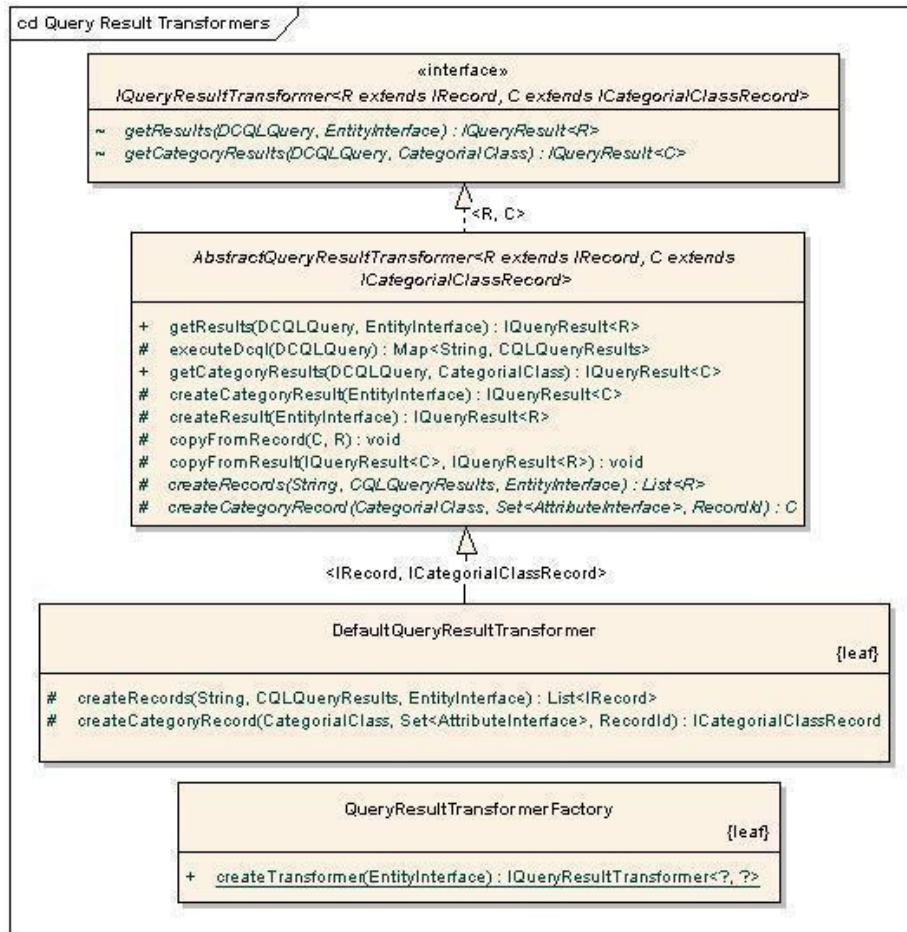 cd Query Result Transformers
«interface»
IQueryResultTransformer<R extends IRecord, C extends ICategorialClassRecord>
~ getResults(DCQLQuery, EntityInterface) : IQueryResult<R>
~ getCategoryResults(DCQLQuery, CategorialClass) : IQueryResult<C>
<R, C>
AbstractQueryResultTransformer<R extends IRecord, C extends
ICategorialClassRecord>
+ getResults(DCQLQuery, EntityInterface) : IQueryResult<R>
# executeDcql(DCQLQuery) : Map<String, CQLQueryResults>
+ getCategoryResults(DCQLQuery, CategorialClass) : IQueryResult<C>
# createCategoryResult(EntityInterface) : IQueryResult<C>
# createResult(EntityInterface) : IQueryResult<R>
# copyFromRecord(C, R) : void
# copyFromResult(IQueryResult<C>, IQueryResult<R>) : void
# createRecords(String, CQLQueryResults, EntityInterface) : List<R>
# createCategoryRecord(CategorialClass, Set<AttributeInterface>, RecordId) : C
<IRecord, ICategorialClassRecord>
DefaultQueryResultTransformer
{leaf}
# createRecords(String, CQLQueryResults, EntityInterface) : List<IRecord>
# createCategoryRecord(CategorialClass, Set<AttributeInterface>, RecordId) : ICategorialClassRecord
QueryResultTransformerFactory
{leaf}
+ createTransformer(EntityInterface) : IQueryResultTransformer<?, ?>